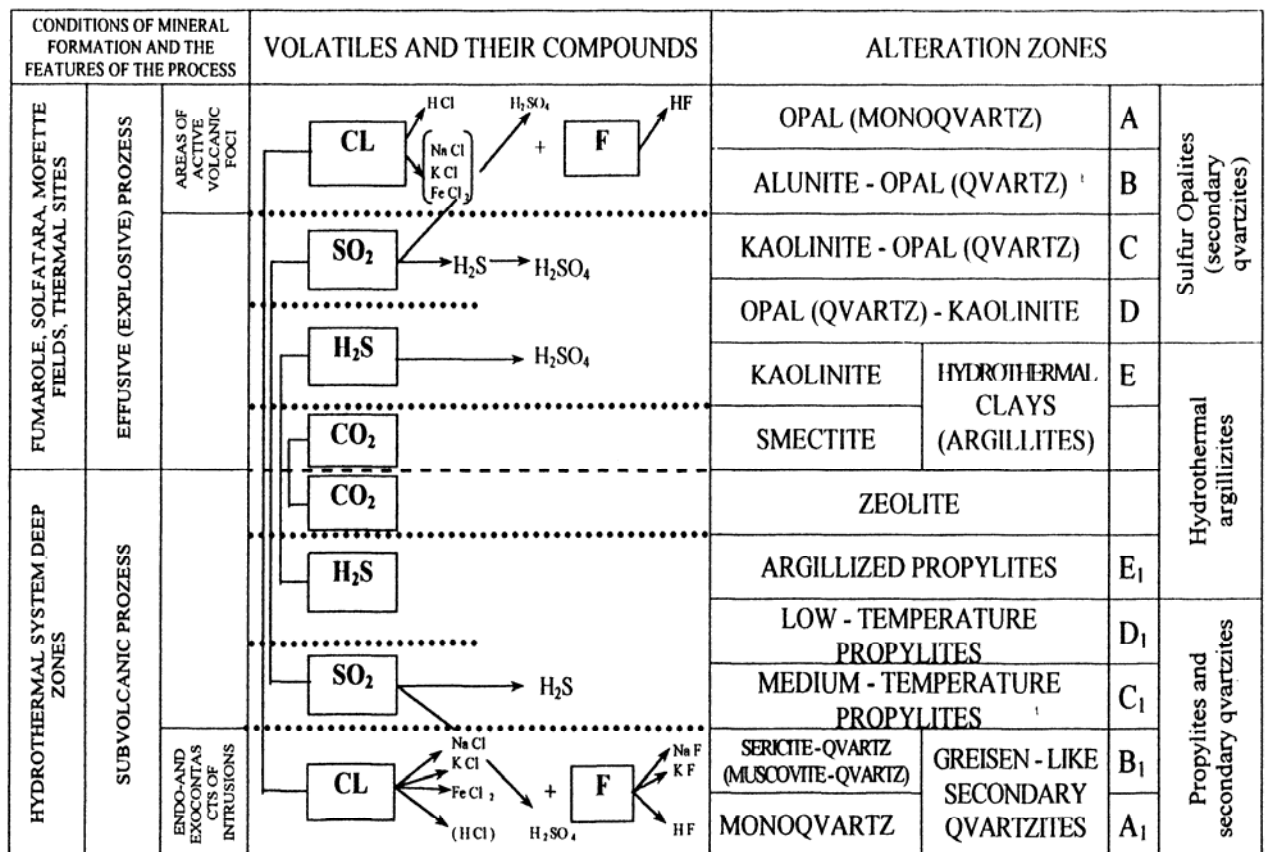 CONDITIONS OF MINERAL
FORMATION AND THE
FEATURES OF THE PROCESS
VOLATILES AND THEIR COMPOUNDS
ALTERATION ZONES
FUMAROLE, SOLFATARA, MOFETTE
FIELDS, THERMAL SITES
EFFUSIVE (EXPLOSIVE) PROZESS
AREAS OF
ACTIVE
VOLCANIC
FOCI
CL
HCl
NaCl
KCl
FeCl2
H2SO4
+
F
HF
OPAL (MONOQVARTZ)
A
ALUNITE - OPAL (QVARTZ)
B
SO2
H2S
H2SO4
KAOLINITE - OPAL (QVARTZ)
C
OPAL (QVARTZ) - KAOLINITE
D
Sulfur Opalites
(secondary
qvartzites)
H2S
H2SO4
KAOLINITE
HYDROTHERMAL
CLAYS
(ARGILLITES)
E
CO2
SMECTITE
HYDROTHERMAL SYSTEM DEEP
ZONES
SUBVOLCANIC PROZESS
CO2
ZEOLITE
Hydrothermal
argillizites
H2S
ARGILLIZED PROPYLITES
E1
LOW - TEMPERATURE
PROPYLITES
D1
SO2
H2S
MEDIUM - TEMPERATURE
PROPYLITES
C1
Propylites and
secondary qvartzites
ENDO-AND
EXOCONTAS
CTS OF
INTRUSIONS
CL
NaCl
KCl
FeCl2
(HCl)
H2SO4
+
F
NaF
KF
HF
SERICITE-QVARTZ
(MUSCOVITE-QVARTZ)
GREISEN - LIKE
SECONDARY
QVARTZITES
B1
MONOQVARTZ
A1